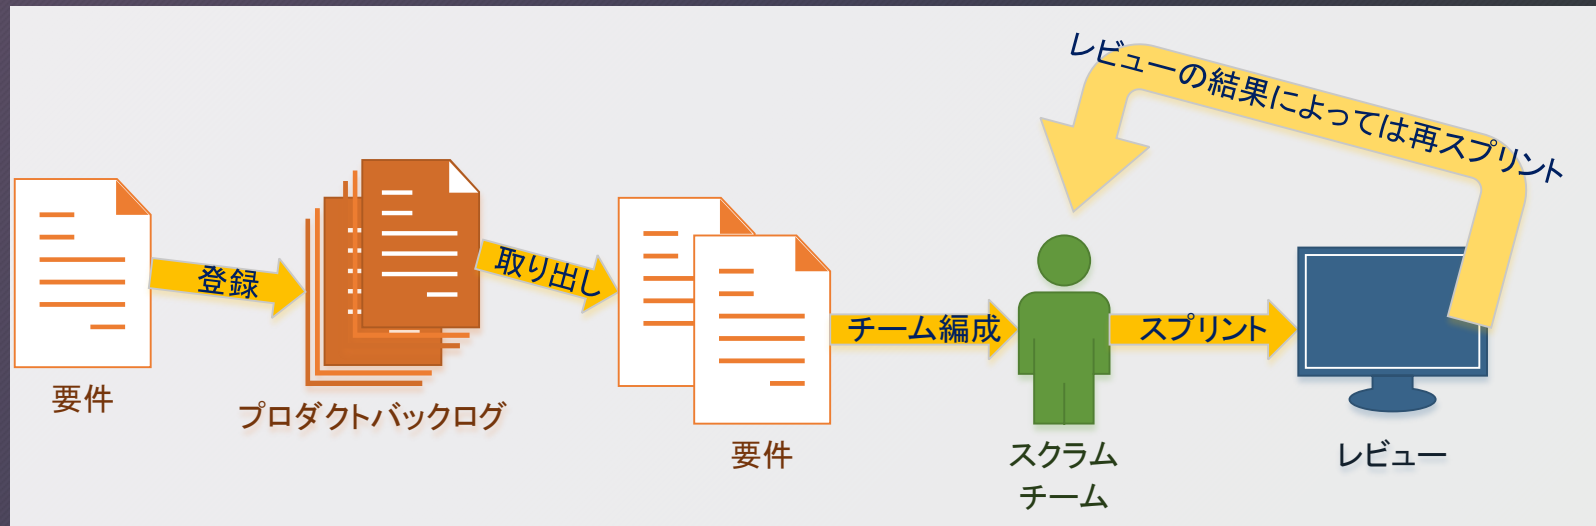 レビューの結果によっては再スプリント
登録
取り出し
チーム編成
スプリント
要件
プロダクトバックログ
要件
スクラム
チーム
レビュー